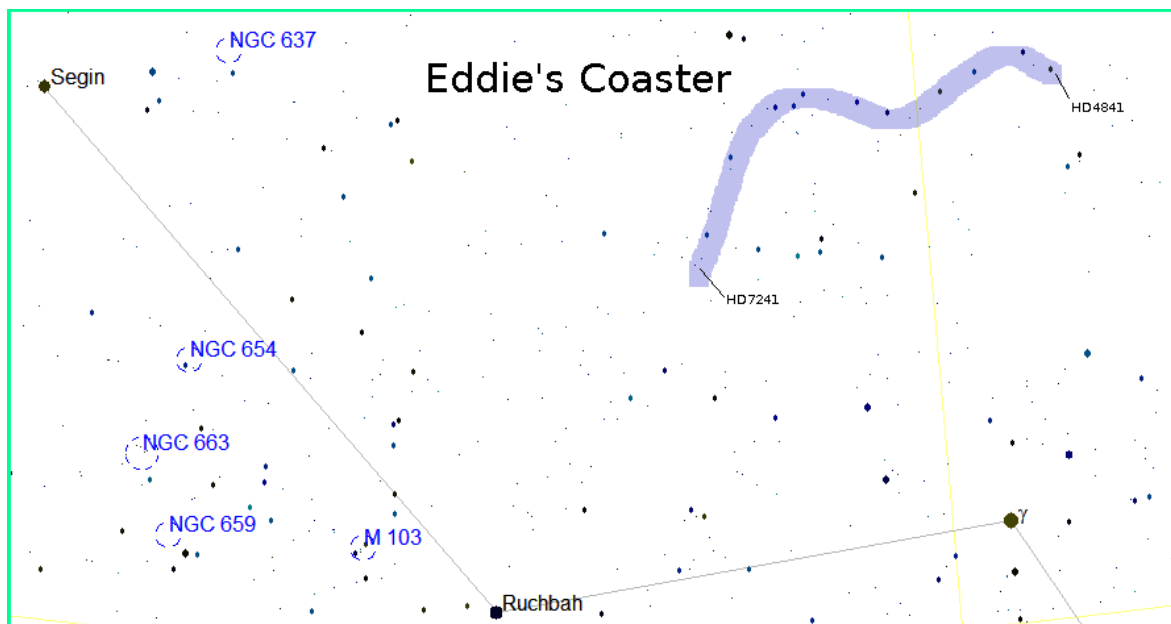 NGC 637
Segin
Eddie's Coaster
HD4841
HD7241
NGC 654
NGC 663
NGC 659
M 103
γ
Ruchbah